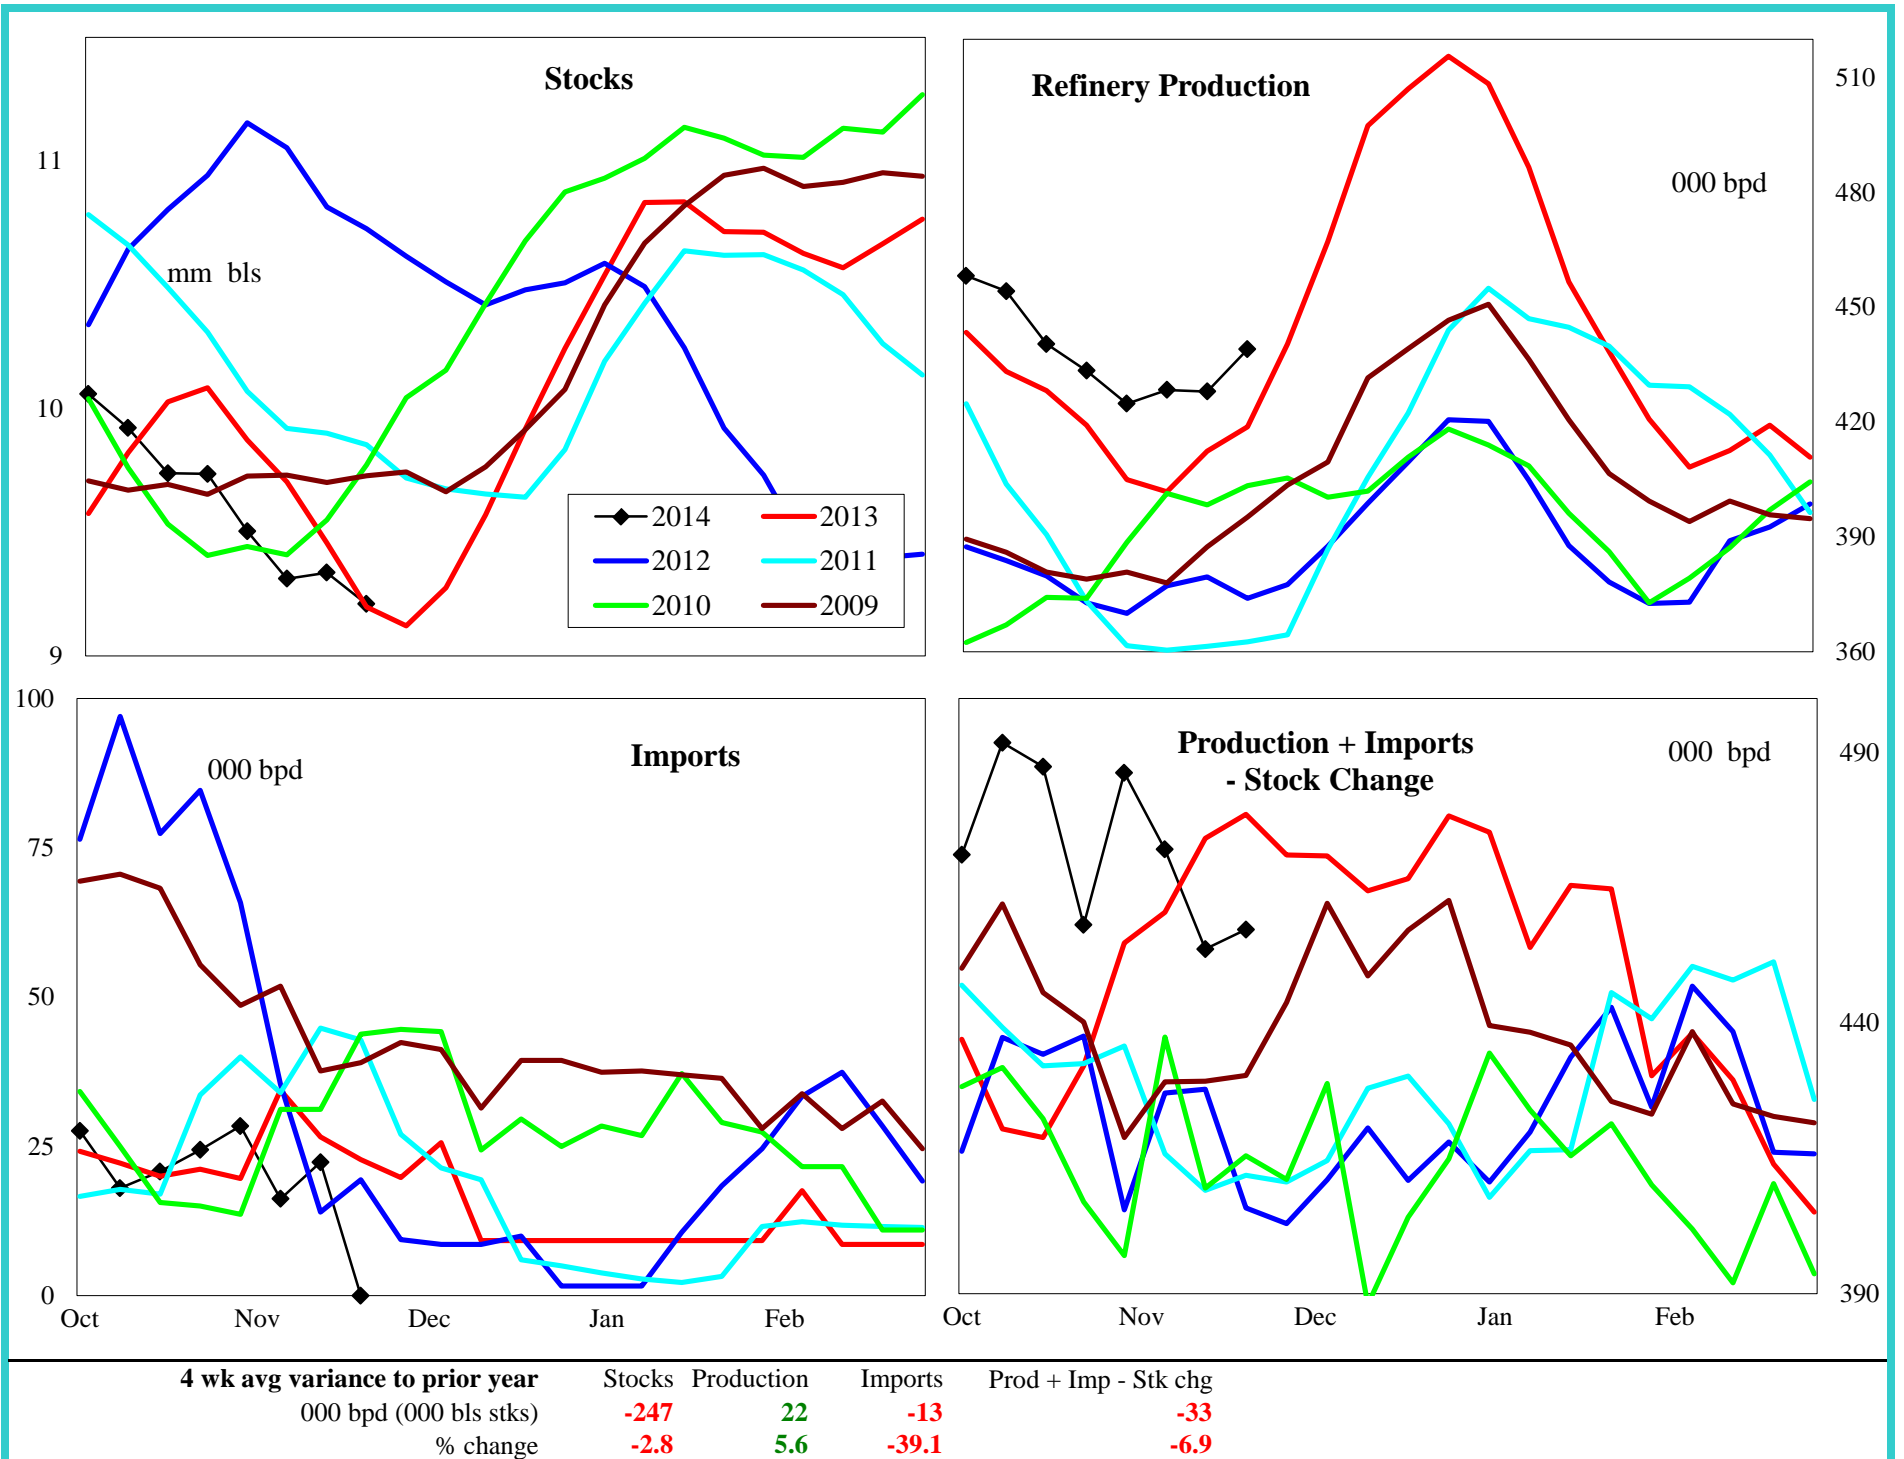 Stocks
11
mm bls
10
9
2014
2013
2012
2011
2010
2009
Refinery Production
000 bpd
510
480
450
420
390
360
Imports
000 bpd
100
75
50
25
0
Oct Nov Dec Jan Feb
Production + Imports
- Stock Change
000 bpd
490
440
390
Oct Nov Dec Jan Feb
4 wk avg variance to prior year Stocks Production Imports Prod + Imp - Stk chg
000 bpd (000 bls stks) -247 22 -13 -33
% change -2.8 5.6 -39.1 -6.9